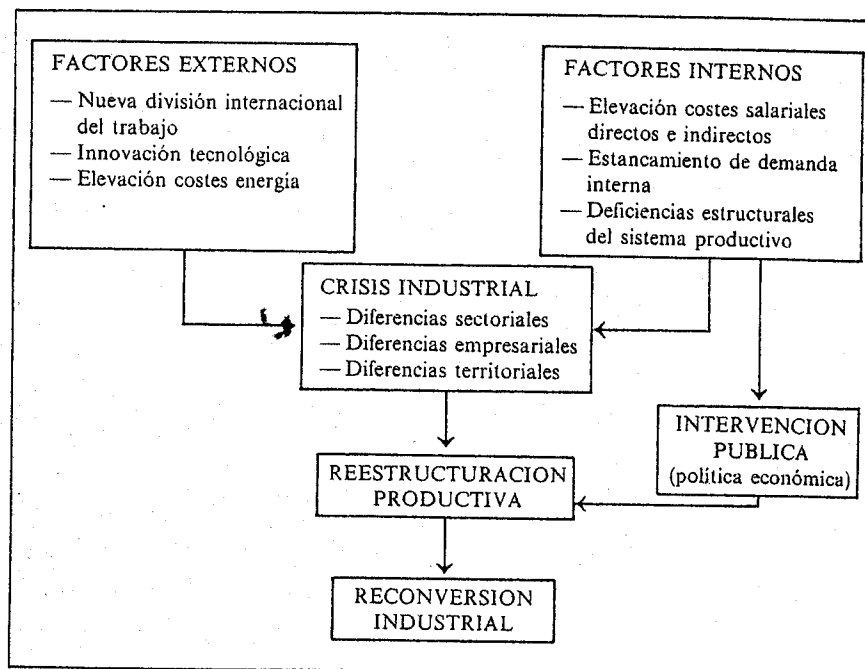 FACTORES EXTERNOS
— Nueva división internacional
del trabajo
— Innovación tecnológica
— Elevación costes energía
FACTORES INTERNOS
— Elevación costes salariales
directos e indirectos
— Estancamiento de demanda
interna
— Deficiencias estructurales
del sistema productivo
CRISIS INDUSTRIAL
— Diferencias sectoriales
— Diferencias empresariales
— Diferencias territoriales
INTERVENCION
PUBLICA
(política económica)
REESTRUCTURACION
PRODUCTIVA
RECONVERSION
INDUSTRIAL